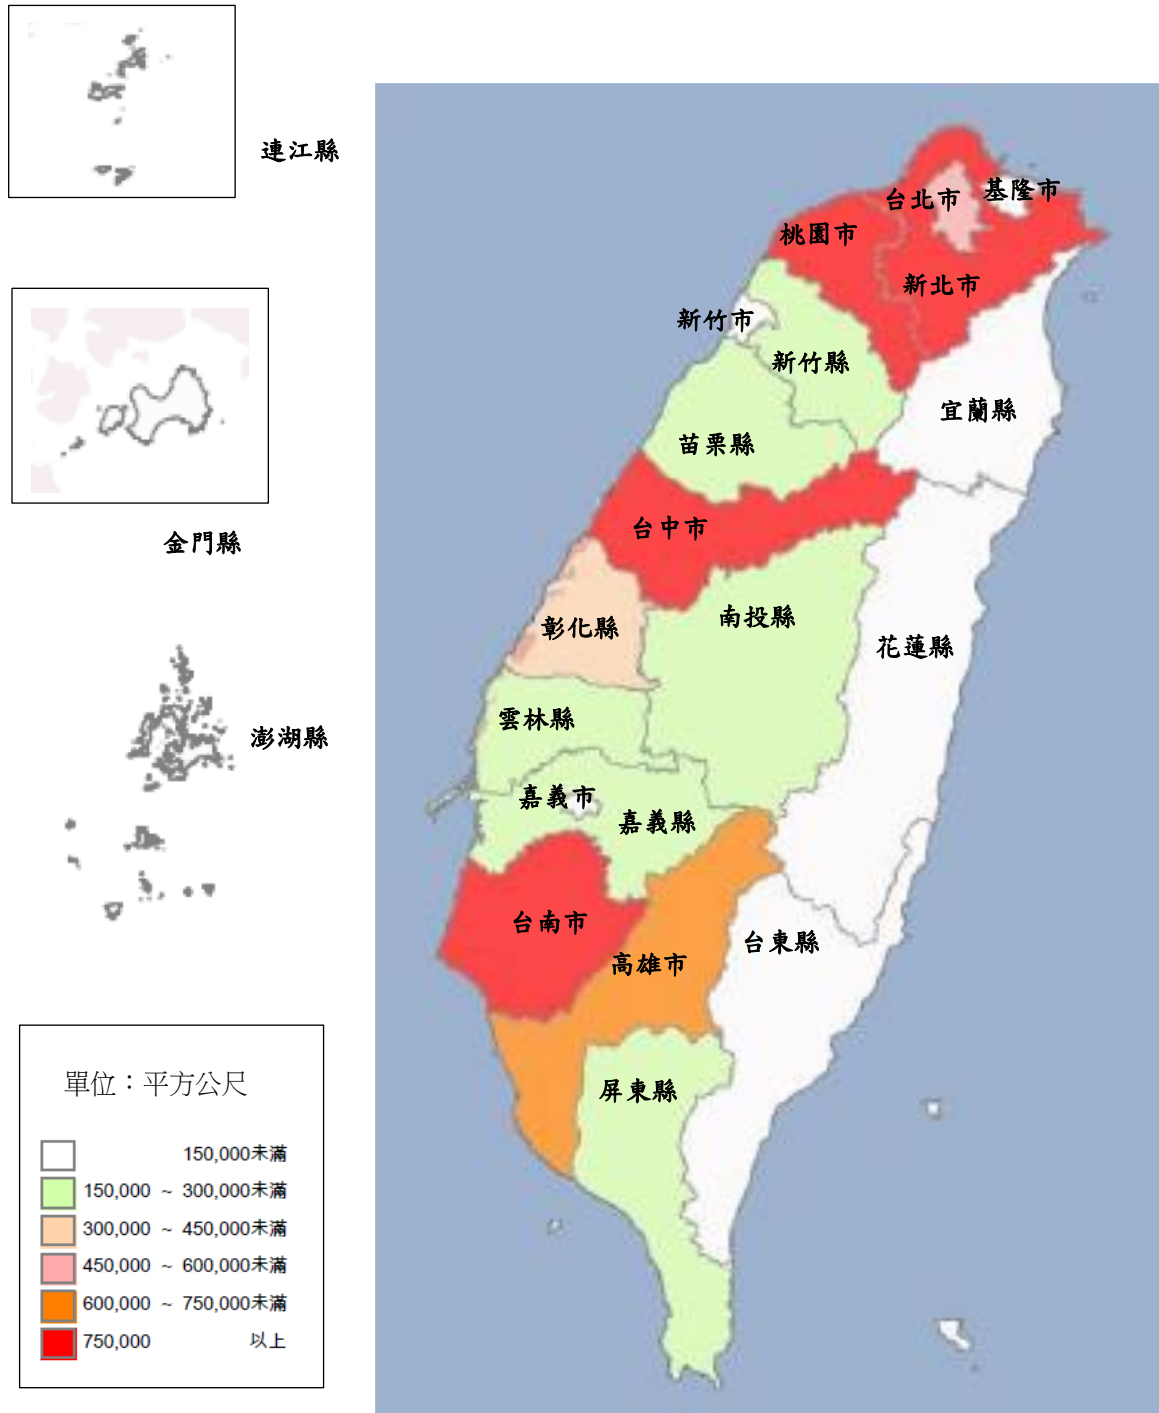 連江縣
金門縣
澎湖縣
單位：平方公尺
150,000未滿
150,000 ~ 300,000未滿
300,000 ~ 450,000未滿
450,000 ~ 600,000未滿
600,000 ~ 750,000未滿
750,000 以上
台北市
基隆市
桃園市
新北市
新竹市
新竹縣
宜蘭縣
苗栗縣
台中市
彰化縣
南投縣
花蓮縣
雲林縣
嘉義市
嘉義縣
台南市
高雄市
台東縣
屏東縣